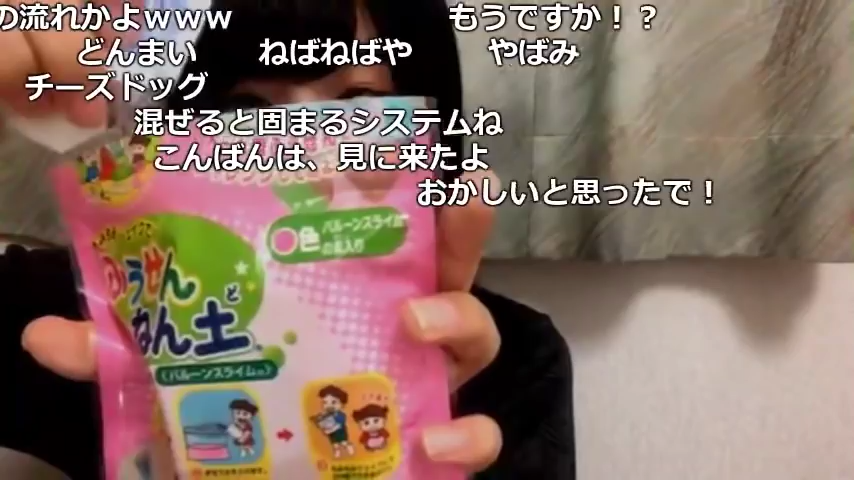 の流れかよｗｗｗ
もうですか！？
どんまい
ねばねばや
やばみ
チーズドッグ
混ぜると固まるシステムね
こんばんは、見に来たよ
おかしいと思ったで！
色
バルーンスライム
ふうせん
ねん土
(バルーンスライム